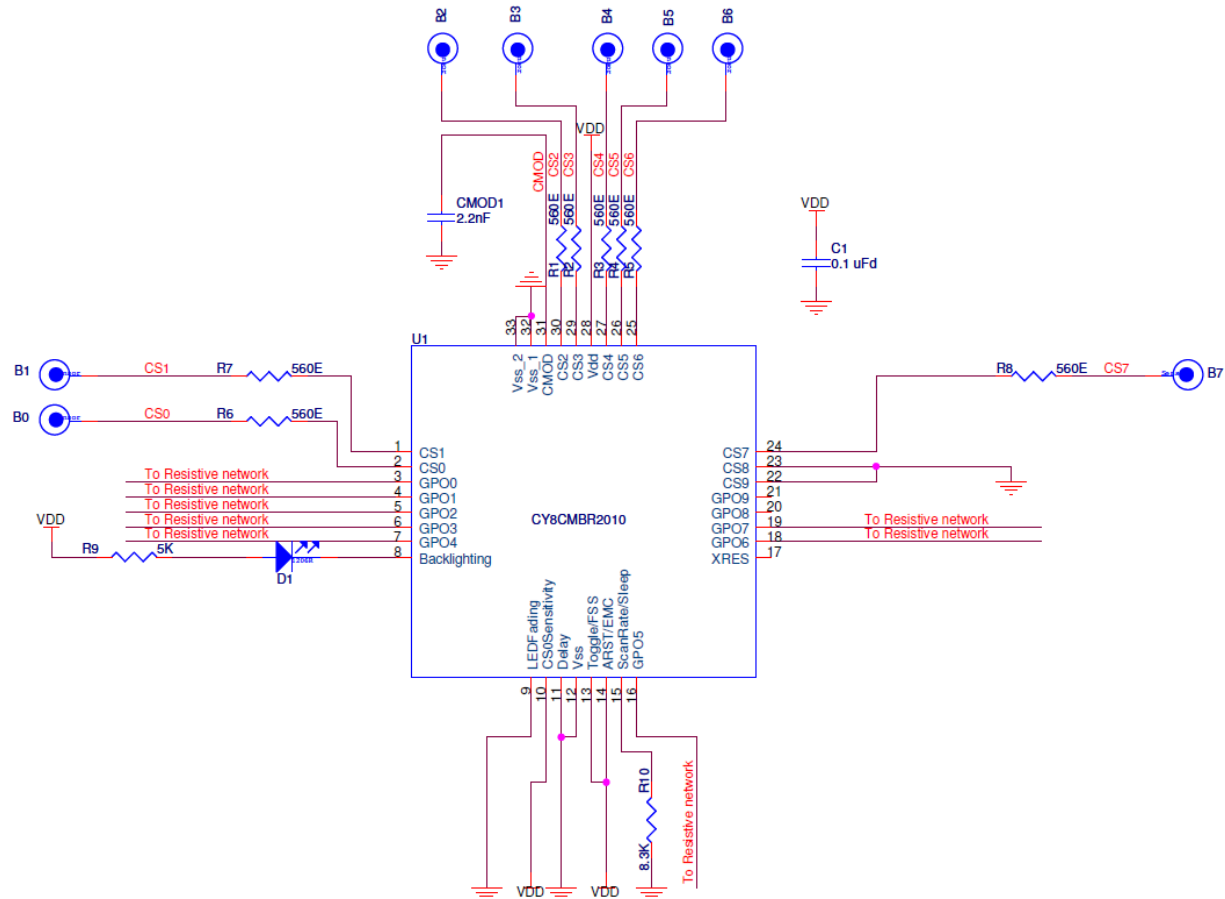 B2
B3
B4
B5
B6
VDD
CMOD
CS2
CS3
CS4
CS5
CS6
CMOD1
2.2nF
560E
560E
560E
560E
560E
R1
R2
R3
R4
R5
VDD
C1
0.1 uFd
33
32
31
30
29
28
27
26
25
U1
Vss_2
Vss_1
CMOD
CS2
CS3
Vdd
CS4
CS5
CS6
B1
CS1
R7
560E
B0
CS0
R6
560E
R8
560E
CS7
B7
1
CS1
2
CS0
3
GPO0
4
GPO1
5
GPO2
6
GPO3
7
GPO4
8
Backlighting
To Resistive network
To Resistive network
To Resistive network
To Resistive network
To Resistive network
VDD
R9
5K
D1
CY8CMBR2010
CS7
24
CS8
23
CS9
22
GPO9
21
GPO8
20
GPO7
19
GPO6
18
XRES
17
To Resistive network
To Resistive network
LEDFading
CS0Sensitivity
Delay
Vss
Toggle/FSS
ARST/EMC
ScanRate/Sleep
GPO5
9
10
11
12
13
14
15
16
R10
8.3K
To Resistive network
VDD
VDD